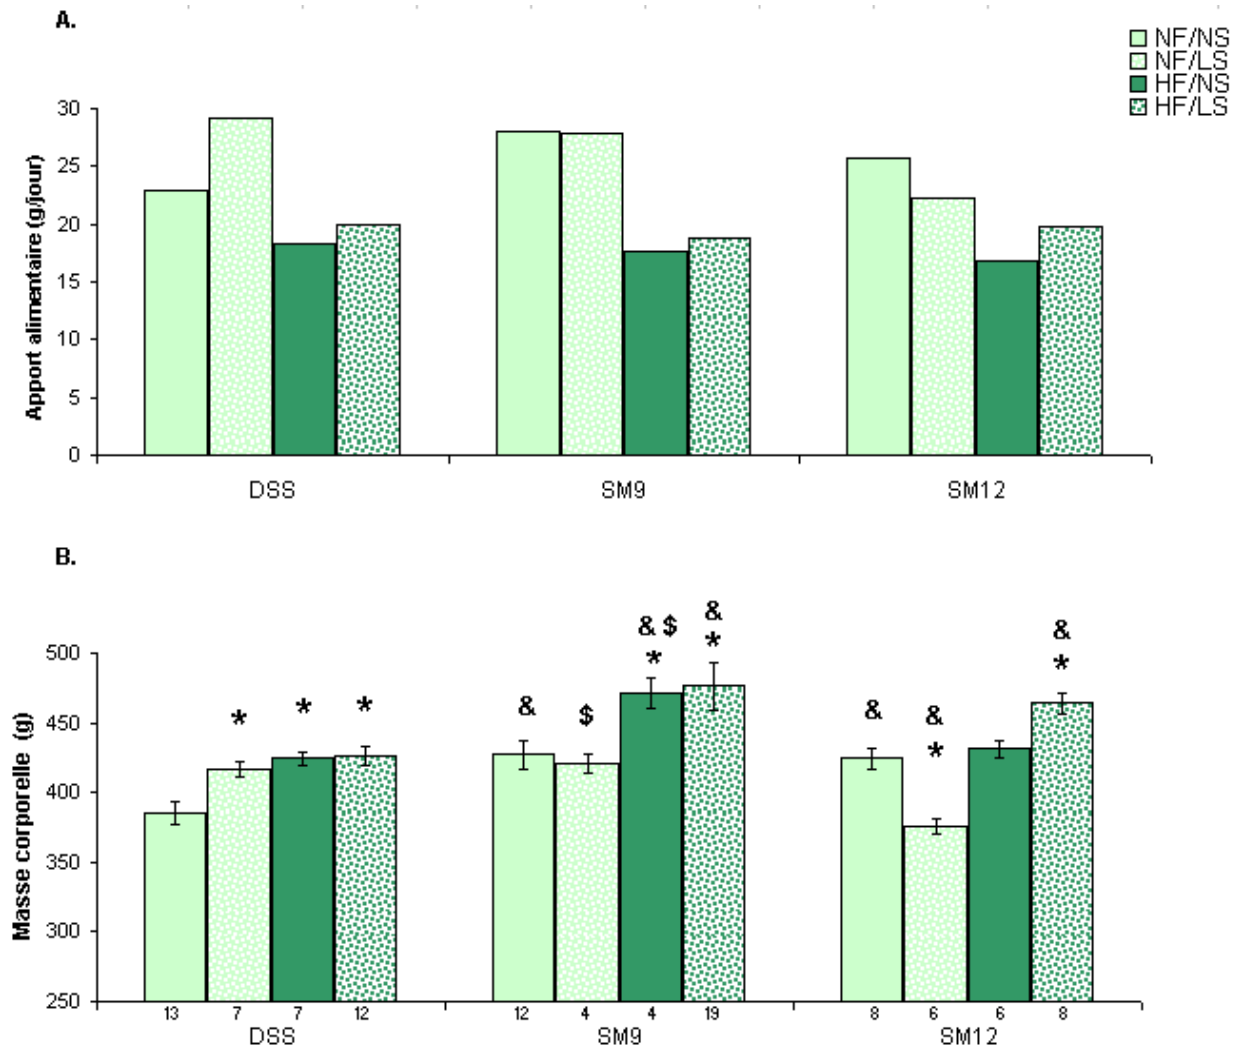 A.
NF/NS
NF/LS
HF/NS
HF/LS
Apport alimentaire (g/jour)
30
25
20
15
10
5
0
DSS SM9 SM12
B.
Masse corporelle (g)
500
450
400
350
300
250
* * *
& $ & $ * & *
& & * & *
13 7 7 12 12 4 4 19 8 6 6 8
DSS SM9 SM12